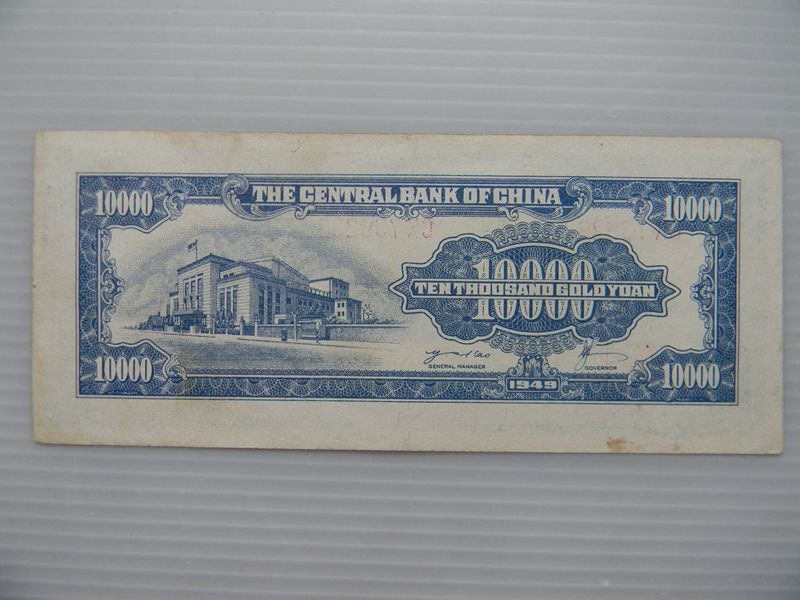 THE CENTRAL BANK OF CHINA
10000
10000
10000
TEN THOUSAND GOLD YUAN
GENERAL MANAGER
GOVERNOR
10000
1949
10000